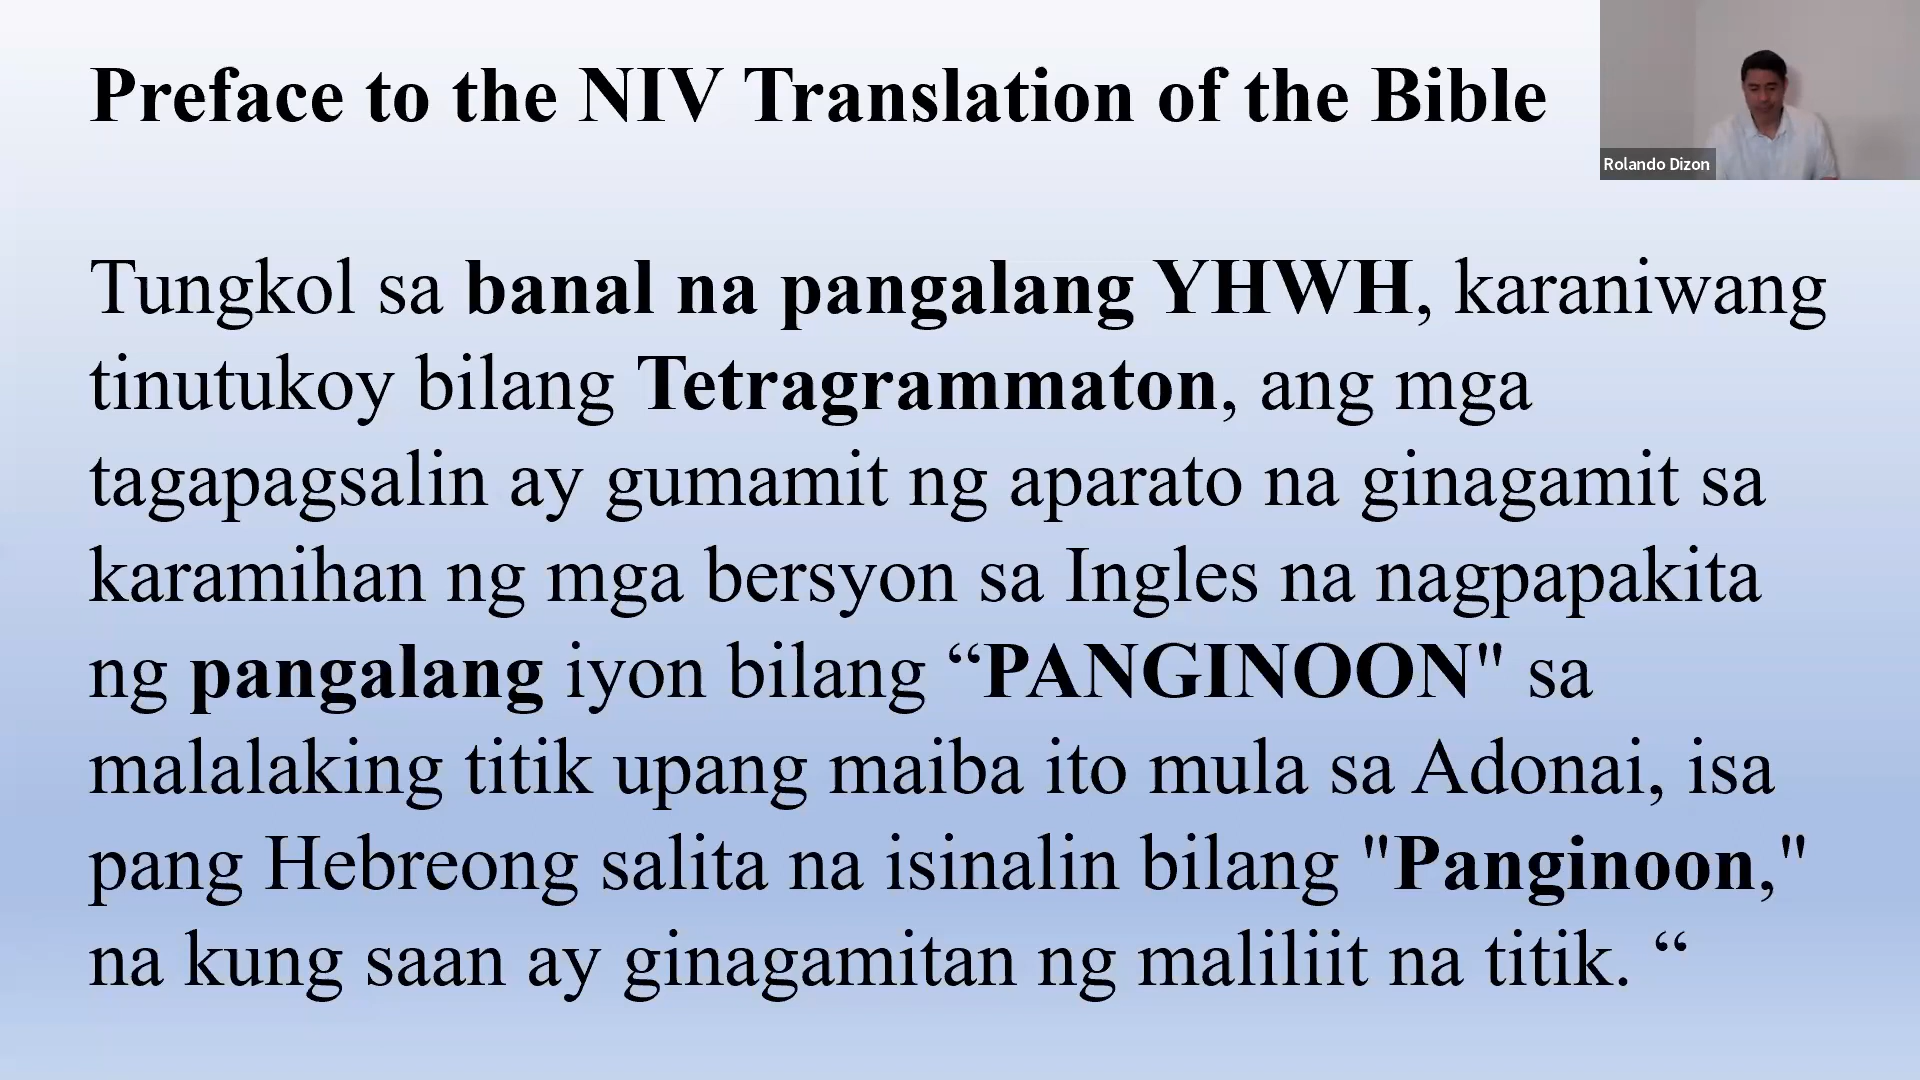 Preface to the NIV Translation of the Bible
Rolando Dizon
Tungkol sa banal na pangalang YHWH, karaniwang
tinutukoy bilang Tetragrammaton, ang mga
tagapagsalin ay gumamit ng aparato na ginagamit sa
karamihan ng mga bersyon sa Ingles na nagpapakita
ng pangalang iyon bilang “PANGINOON" sa
malalaking titik upang maiba ito mula sa Adonai, isa
pang Hebreong salita na isinalin bilang "Panginoon,"
na kung saan ay ginagamitan ng maliliit na titik. “